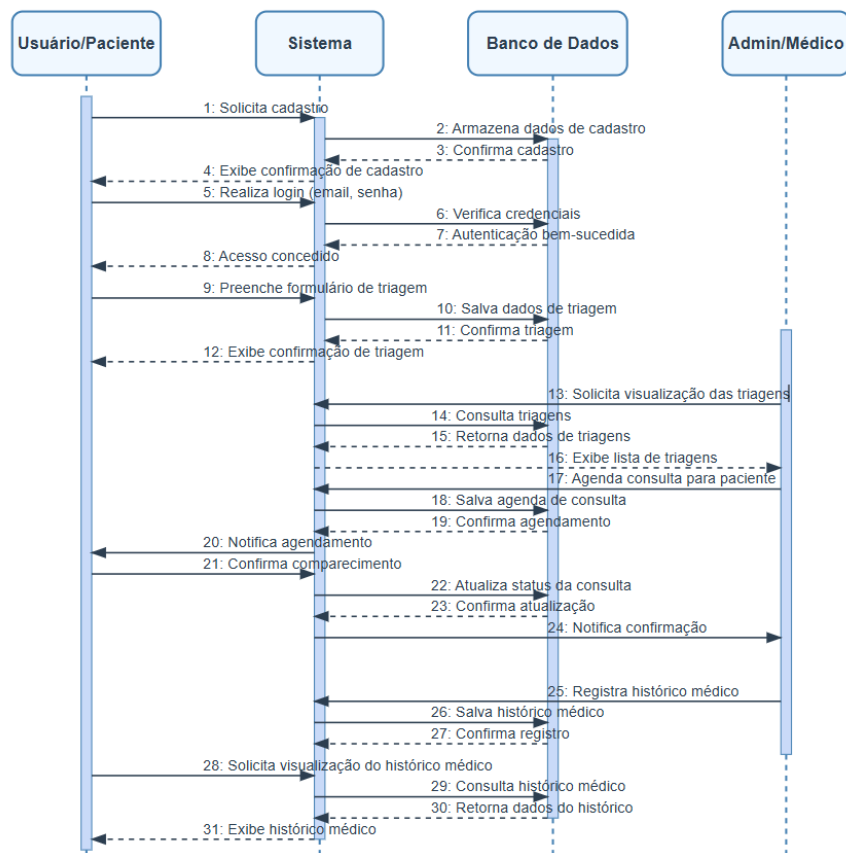 Usuário/Paciente
Sistema
Banco de Dados
Admin/Médico
1: Solicita cadastro
2: Armazena dados de cadastro
3: Confirma cadastro
4: Exibe confirmação de cadastro
5: Realiza login (email, senha)
6: Verifica credenciais
7: Autenticação bem-sucedida
8: Acesso concedido
9: Preenche formulário de triagem
10: Salva dados de triagem
11: Confirma triagem
12: Exibe confirmação de triagem
13: Solicita visualização das triagens
14: Consulta triagens
15: Retorna dados de triagens
16: Exibe lista de triagens
17: Agenda consulta para paciente
18: Salva agenda de consulta
19: Confirma agendamento
20: Notifica agendamento
21: Confirma comparecimento
22: Atualiza status da consulta
23: Confirma atualização
24: Notifica confirmação
25: Registra histórico médico
26: Salva histórico médico
27: Confirma registro
28: Solicita visualização do histórico médico
29: Consulta histórico médico
30: Retorna dados do histórico
31: Exibe histórico médico